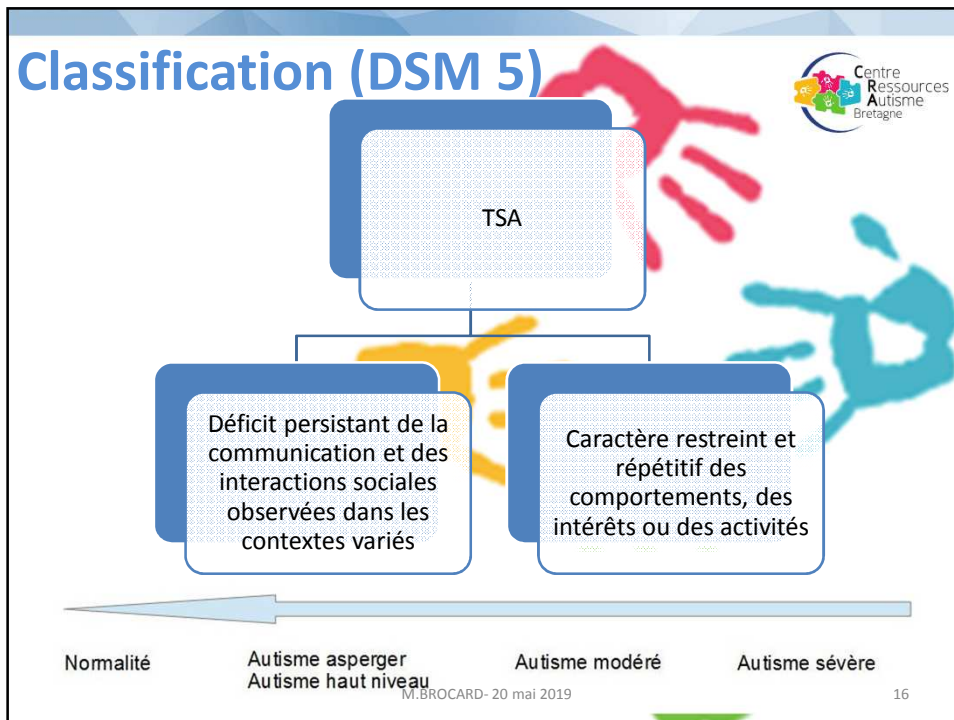 Classification (DSM 5)
Centre
Ressources
Autisme
Bretagne
TSA
Déficit persistant de la
communication et des
interactions sociales
observées dans les
contextes variés
Caractère restreint et
répétitif des
comportements, des
intérêts ou des activités
Normalité
Autisme asperger
Autisme haut niveau
Autisme modéré
Autisme sévère
M.BROCARD- 20 mai 2019
16